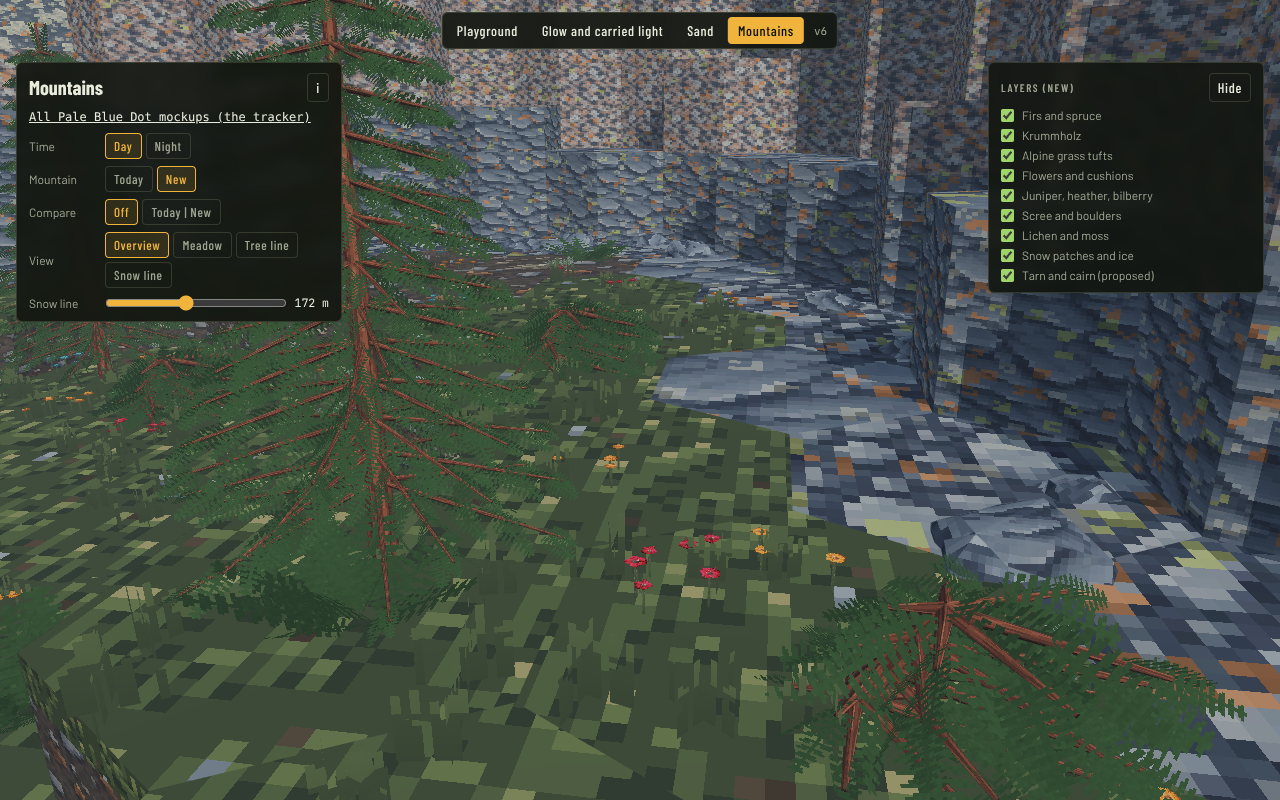 Playground Glow and carried light Sand Mountains v6
Mountains i
All Pale Blue Dot mockups (the tracker)
Time Day Night
Mountain Today New
Compare Off Today | New
View Overview Meadow Tree line
Snow line
Snow line 172 m
LAYERS (NEW) Hide
Firs and spruce
Krummholz
Alpine grass tufts
Flowers and cushions
Juniper, heather, bilberry
Scree and boulders
Lichen and moss
Snow patches and ice
Tarn and cairn (proposed)